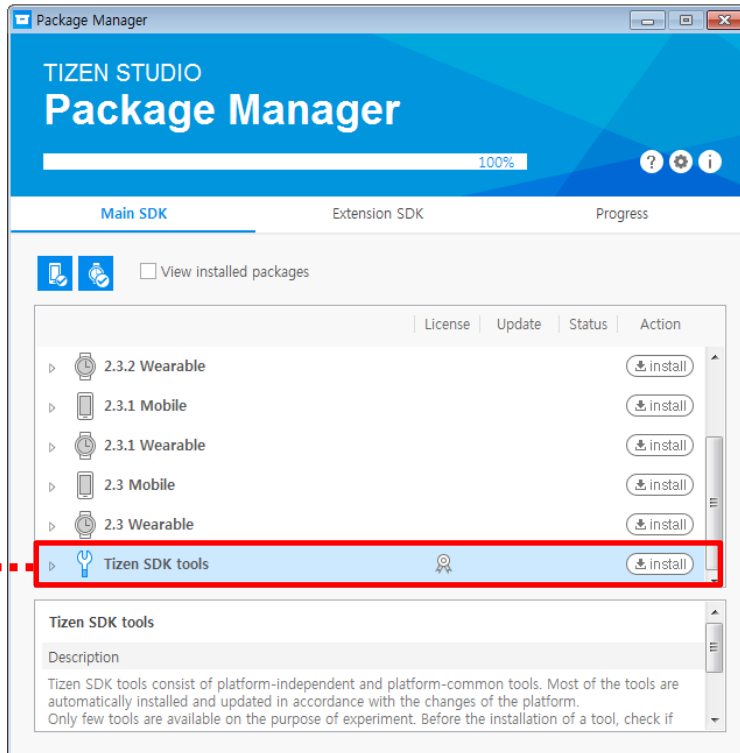 Package Manager
TIZEN STUDIO
Package Manager
100%
Main SDK Extension SDK Progress
View installed packages
License Update Status Action
2.3.2 Wearable install
2.3.1 Mobile install
2.3.1 Wearable install
2.3 Mobile install
2.3 Wearable install
Tizen SDK tools install
Tizen SDK tools
Description
Tizen SDK tools consist of platform-independent and platform-common tools. Most of the tools are
automatically installed and updated in accordance with the changes of the platform.
Only few tools are available on the purpose of experiment. Before the installation of a tool, check if